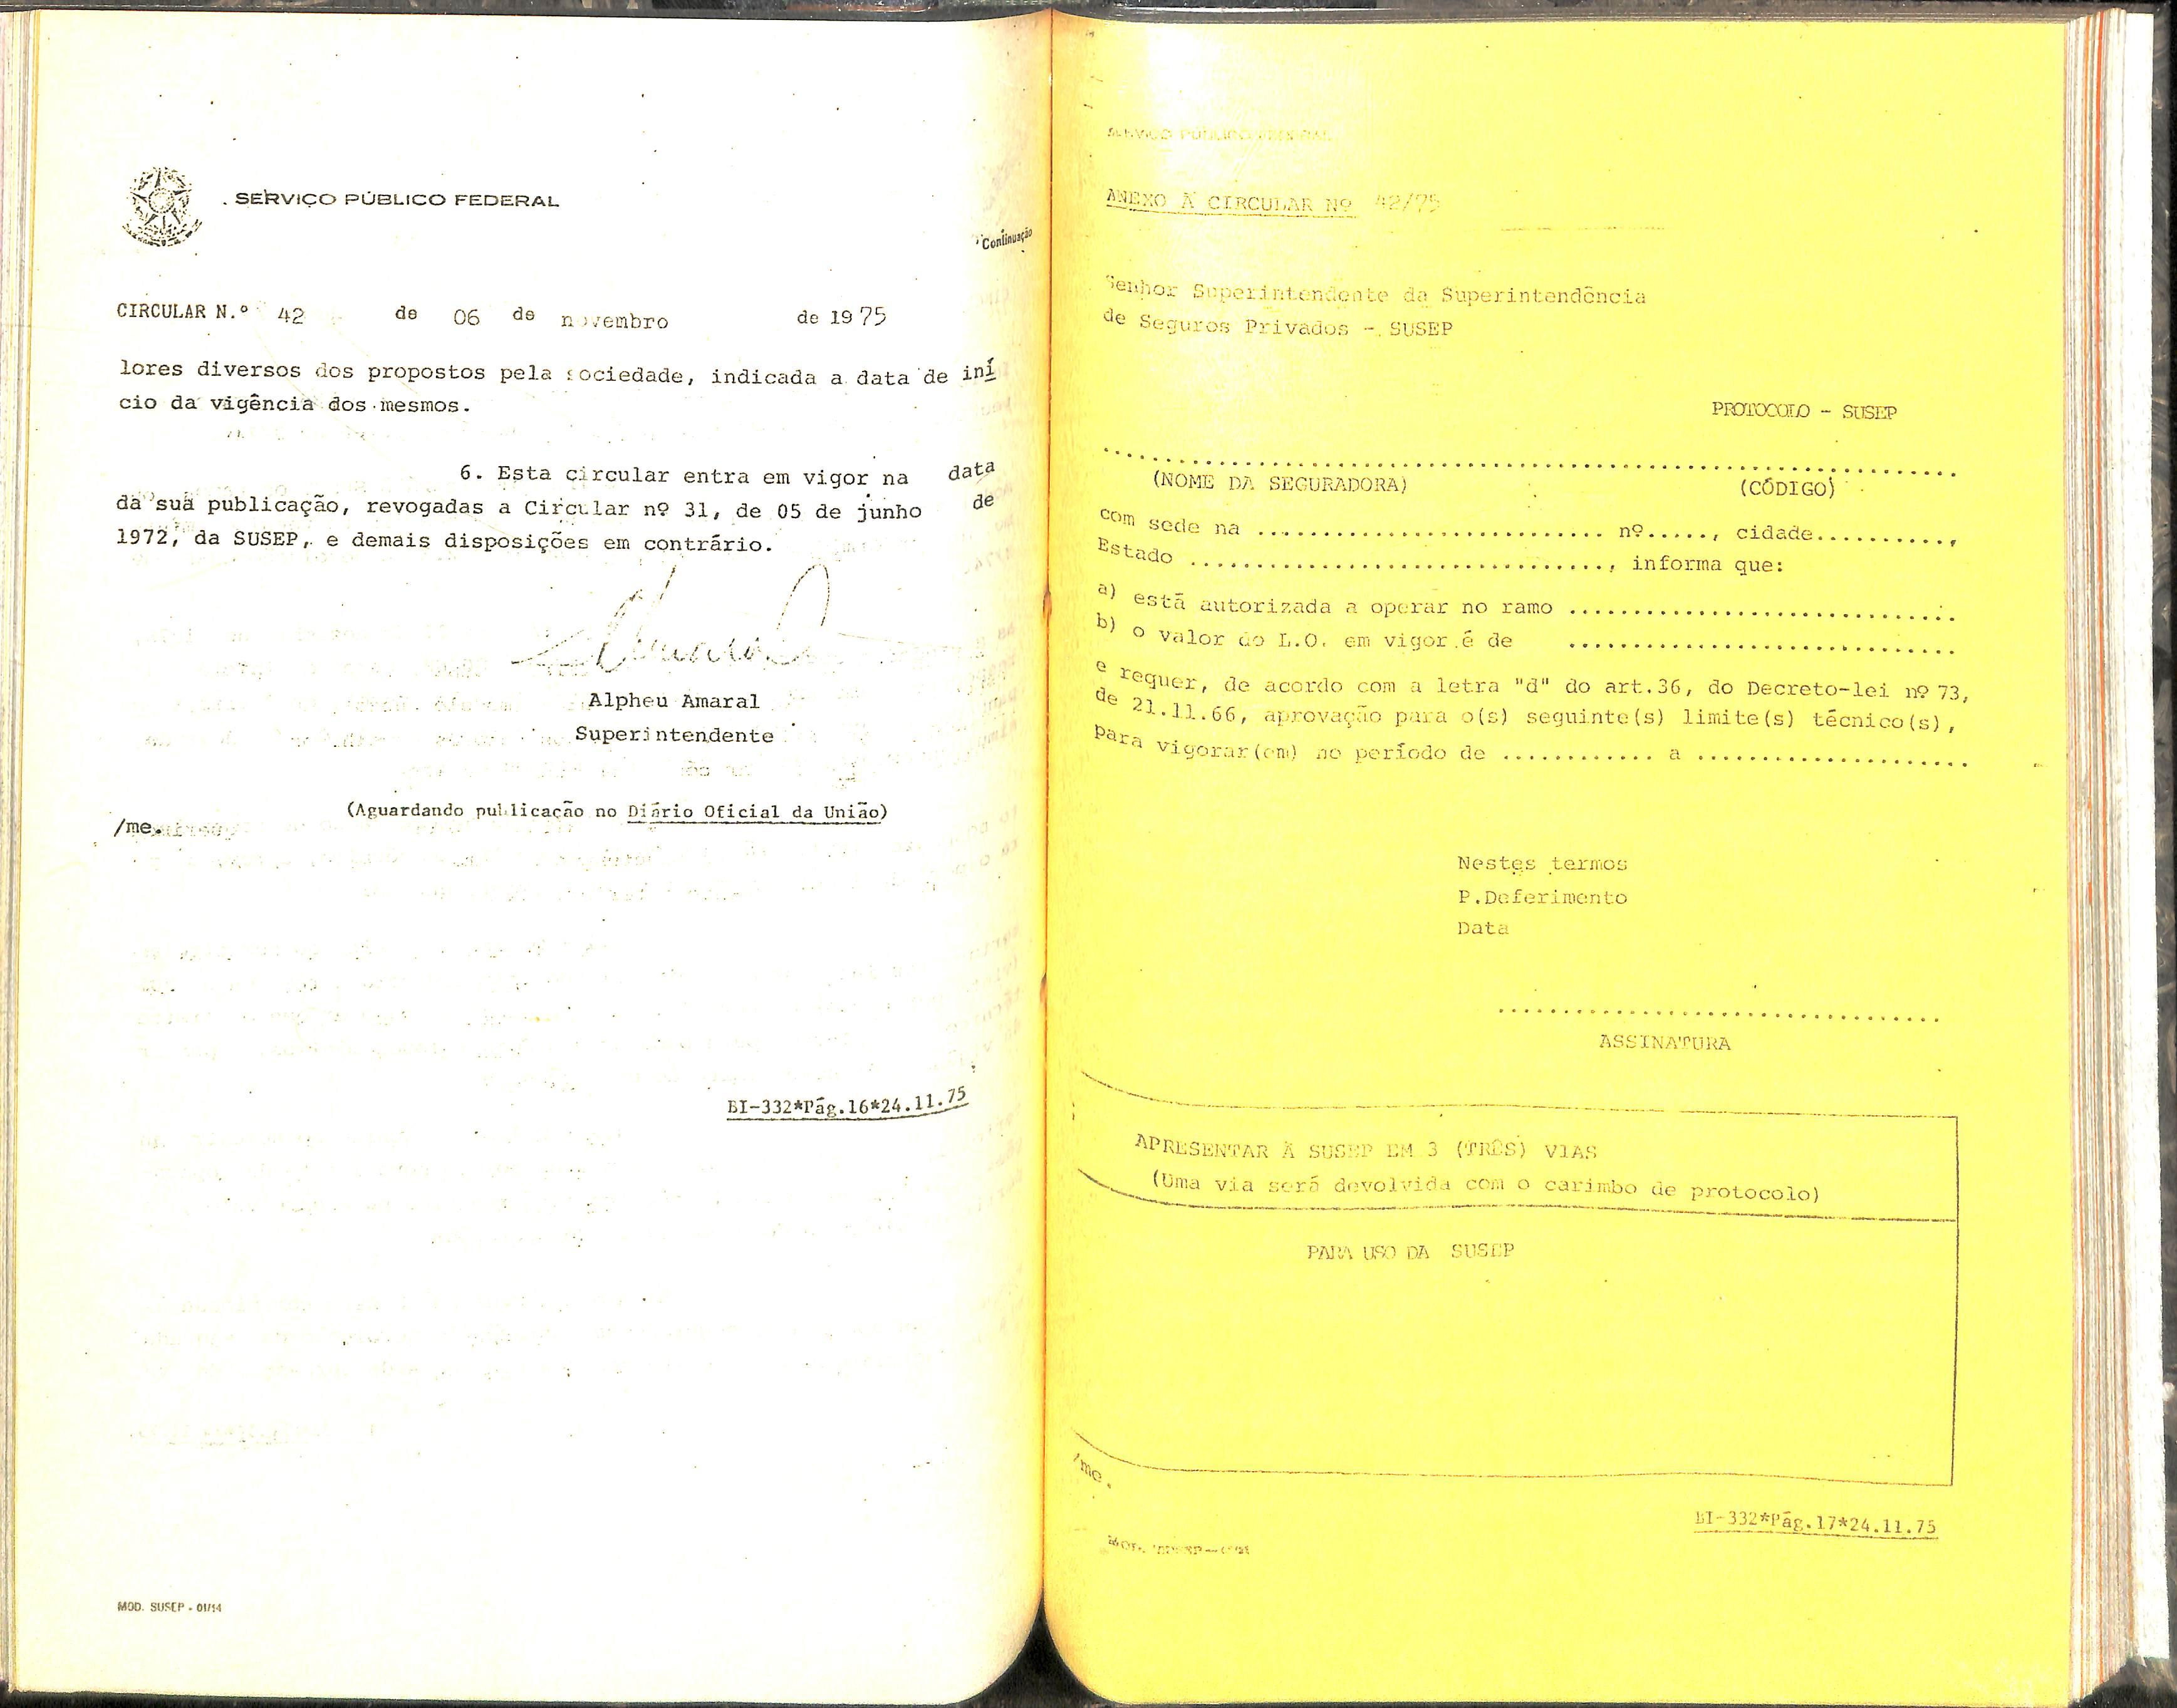 SERVIÇO PÚBLICO FEDERAL
Continuação
CIRCULAR N.º 42 de 06 de novembro de 1975
lores diversos dos propostos pela sociedade, indicada a data de iní
cio da vigência dos mesmos.
6. Esta circular entra em vigor na data
da sua publicação, revogadas a Circular nº 31, de 05 de junho de
1972, da SUSEP, e demais disposições em contrário.
Alpheu Amaral
Superintendente
(Aguardando publicação no Diário Oficial da União)
/me.
BI-332*Pág.16*24.11.75
MOD. SUSEP - 01/14
SERVIÇO PÚBLICO FEDERAL
ANEXO À CIRCULAR Nº 42/75
Senhor Superintendente da Superintendência
de Seguros Privados - SUSEP
PROTOCOLO - SUSEP
(NOME DA SEGURADORA) (CÓDIGO)
com sede na ............................ nº....., cidade...........,
Estado ................................., informa que:
a) está autorizada a operar no ramo ...............................
b) o valor do L.O. em vigor é de ...............................
e requer, de acordo com a letra "d" do art.36, do Decreto-lei nº 73,
de 21.11.66, aprovação para o(s) seguinte(s) limite(s) técnico(s),
para vigorar(em) no período de ............ a ......................
Nestes termos
P.Deferimento
Data
...................................
ASSINATURA
APRESENTAR À SUSEP EM 3 (TRÊS) VIAS
(Uma via será devolvida com o carimbo de protocolo)
PARA USO DA SUSEP
/me.
BI-332*Pág.17*24.11.75